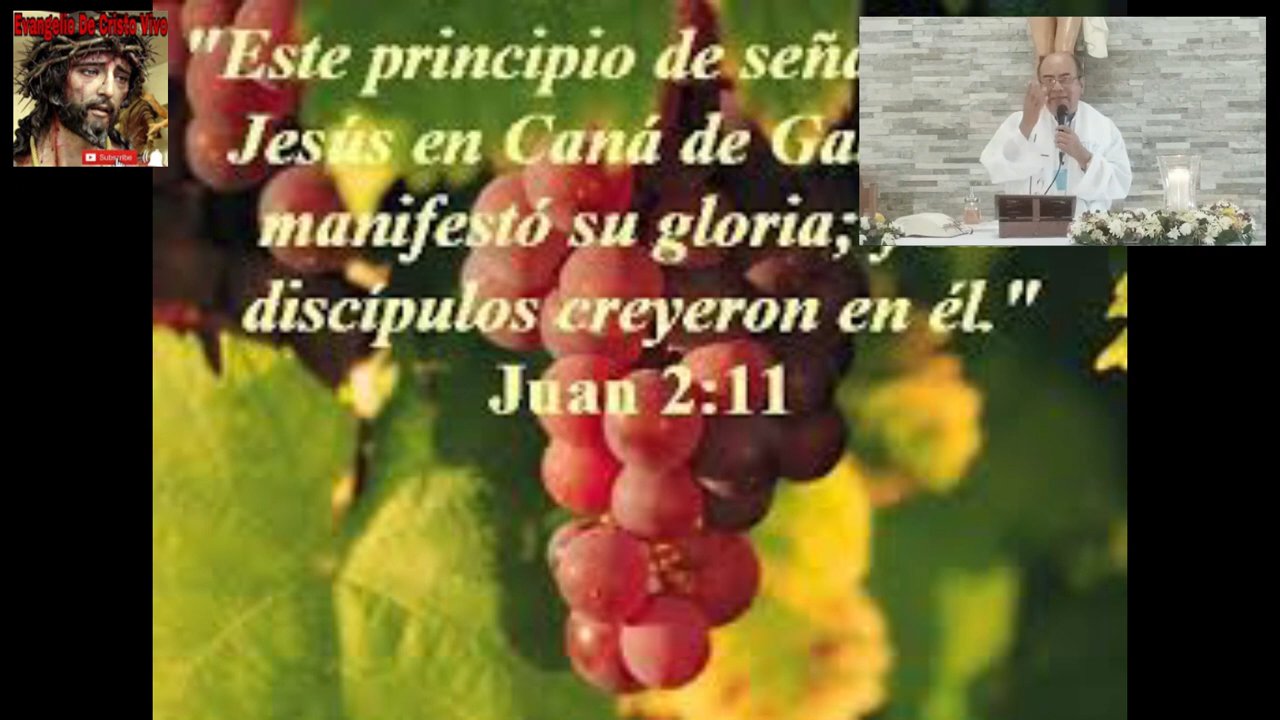 Evangelio De Cristo Vivo
Subscribe
"Este principio de seña
Jesús en Caná de Ga
manifestó su gloria; y
discípulos creyeron en él."
Juan 2:11